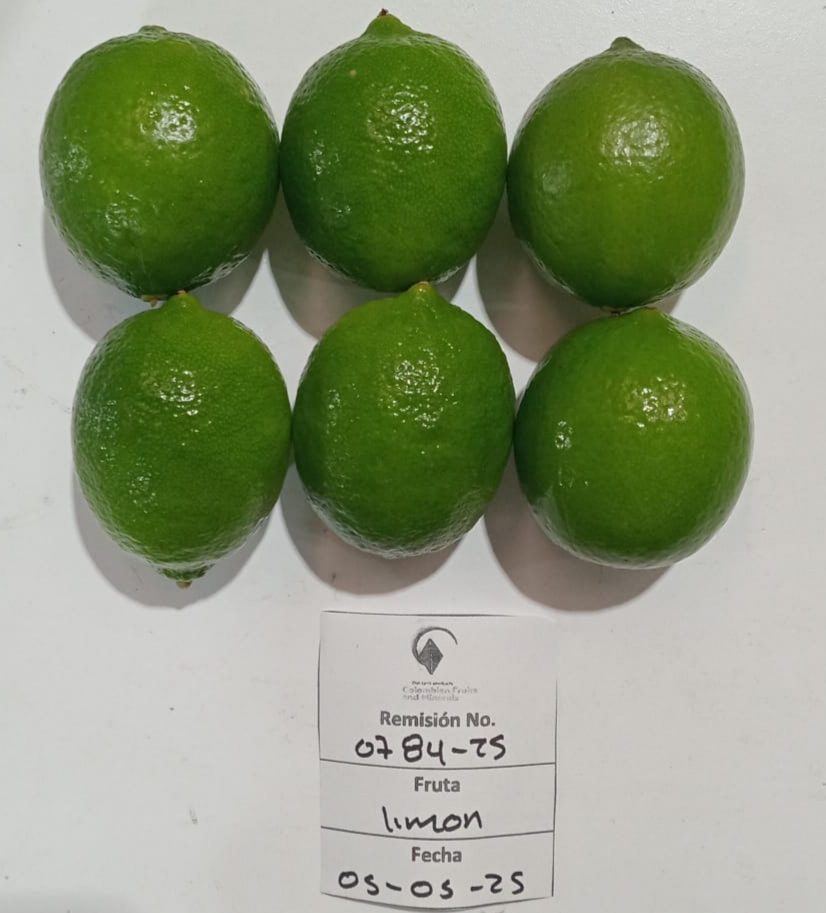 Colombian Fruits
and Minerals
Remisión No.
0784-25
Fruta
limon
Fecha
05-05-25